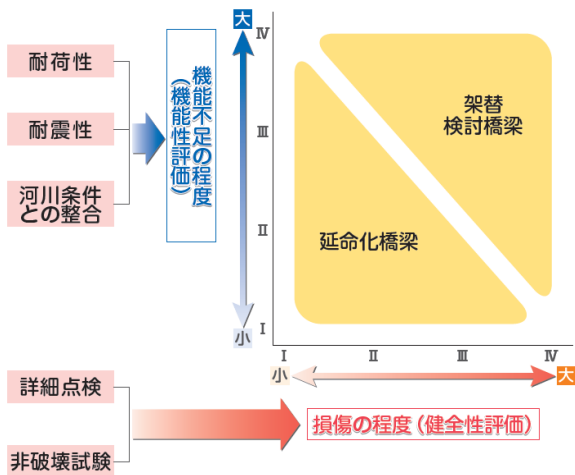 耐荷性
耐震性
河川条件
との整合
機能不足の程度
(機能性評価)
大
小
Ⅳ
Ⅲ
Ⅱ
Ⅰ
架替
検討橋梁
延命化橋梁
Ⅰ
Ⅱ
Ⅲ
Ⅳ
小
大
詳細点検
非破壊試験
損傷の程度(健全性評価)